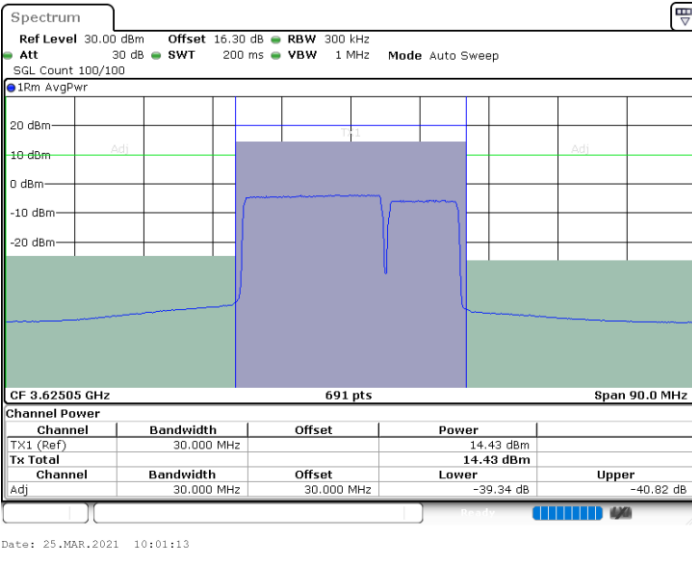 Spectrum
Ref Level 30.00 dBm Offset 16.30 dB RBW 300 kHz
Att 30 dB SWT 200 ms VBW 1 MHz Mode Auto Sweep
SGL Count 100/100
1Rm AvgPwr
20 dBm
TX1
Adj Adj
10 dBm
0 dBm
-10 dBm
-20 dBm
CF 3.62505 GHz 691 pts Span 90.0 MHz
Channel Power
Channel Bandwidth Offset Power
TX1 (Ref) 30.000 MHz 14.43 dBm
Tx Total 14.43 dBm
Channel Bandwidth Offset Lower Upper
Adj 30.000 MHz 30.000 MHz -39.34 dB -40.82 dB
Ready
Date: 25.MAR.2021 10:01:13